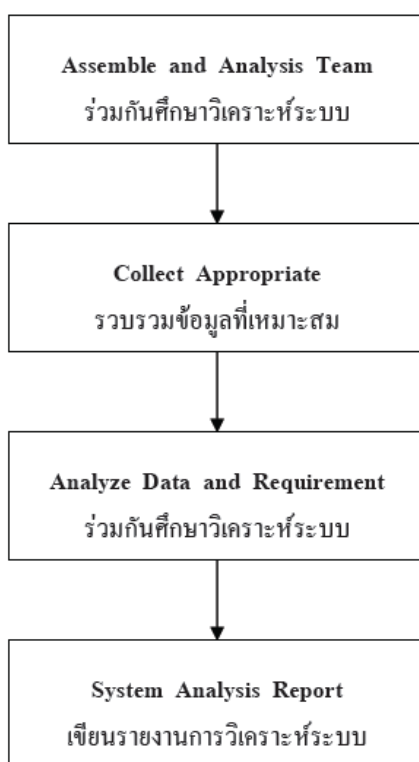 Assemble and Analysis Team
ร่วมกันศึกษาวิเคราะห์ระบบ
Collect Appropriate
รวบรวมข้อมูลที่เหมาะสม
Analyze Data and Requirement
ร่วมกันศึกษาวิเคราะห์ระบบ
System Analysis Report
เขียนรายงานการวิเคราะห์ระบบ